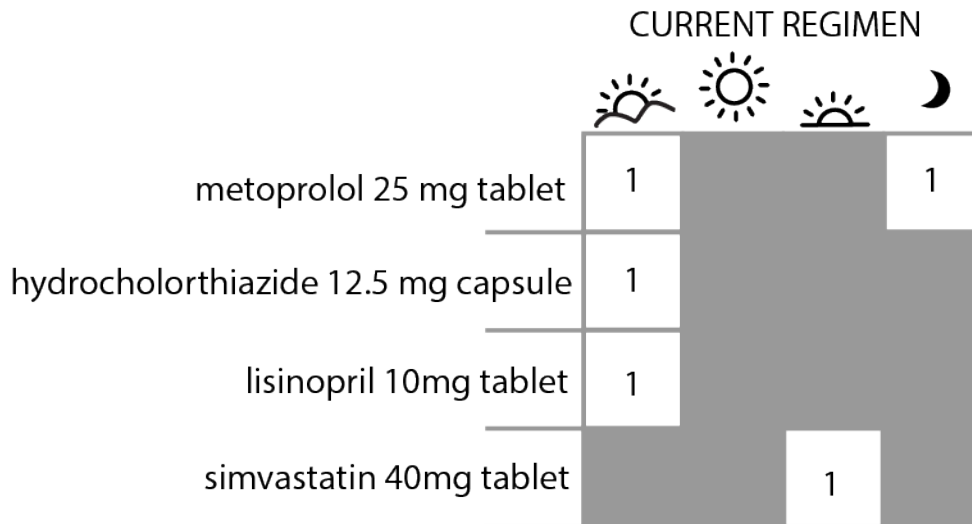 CURRENT REGIMEN
metoprolol 25 mg tablet 1 1
hydrocholorthiazide 12.5 mg capsule 1
lisinopril 10mg tablet 1
simvastatin 40mg tablet 1